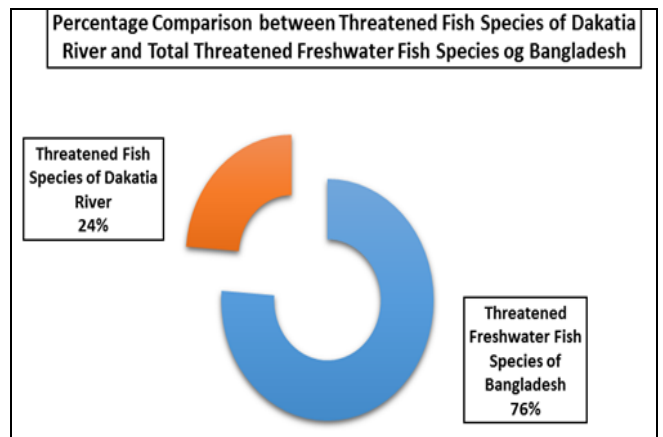 Percentage Comparison between Threatened Fish Species of Dakatia
River and Total Threatened Freshwater Fish Species og Bangladesh
Threatened Fish
Species of Dakatia
River
24%
Threatened
Freshwater Fish
Species of
Bangladesh
76%